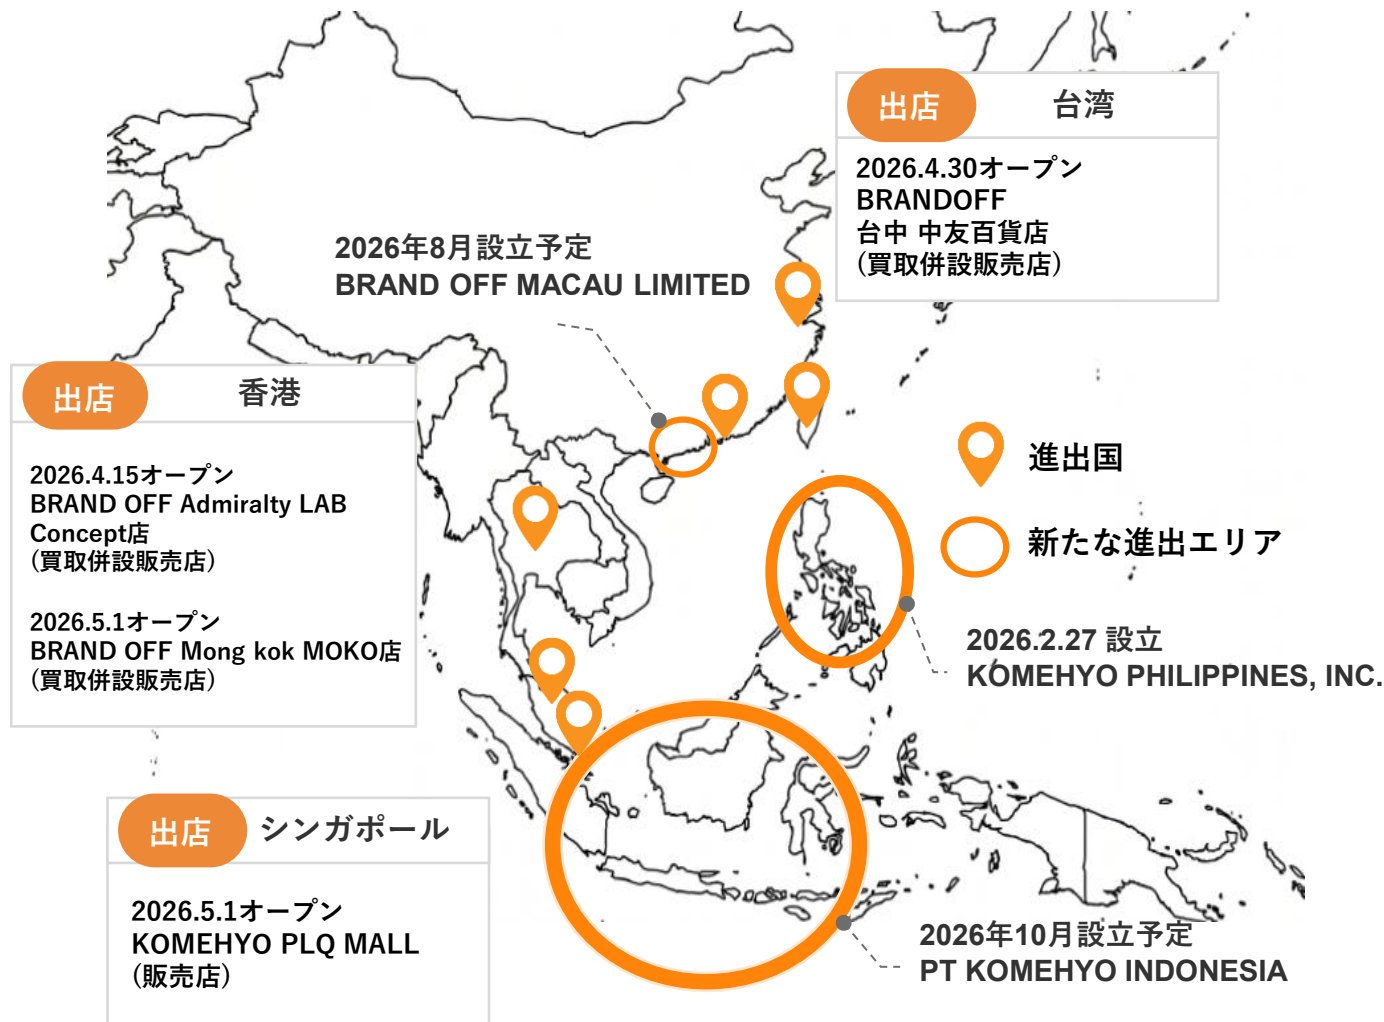 出店
台湾
2026.4.30オープン
BRANDOFF
台中 中友百貨店
(買取併設販売店)
2026年8月設立予定
BRAND OFF MACAU LIMITED
出店
香港
2026.4.15オープン
BRAND OFF Admiralty LAB
Concept店
(買取併設販売店)
2026.5.1オープン
BRAND OFF Mong kok MOKO店
(買取併設販売店)
進出国
新たな進出エリア
2026.2.27 設立
KOMEHYO PHILIPPINES, INC.
出店
シンガポール
2026.5.1オープン
KOMEHYO PLQ MALL
(販売店)
2026年10月設立予定
PT KOMEHYO INDONESIA